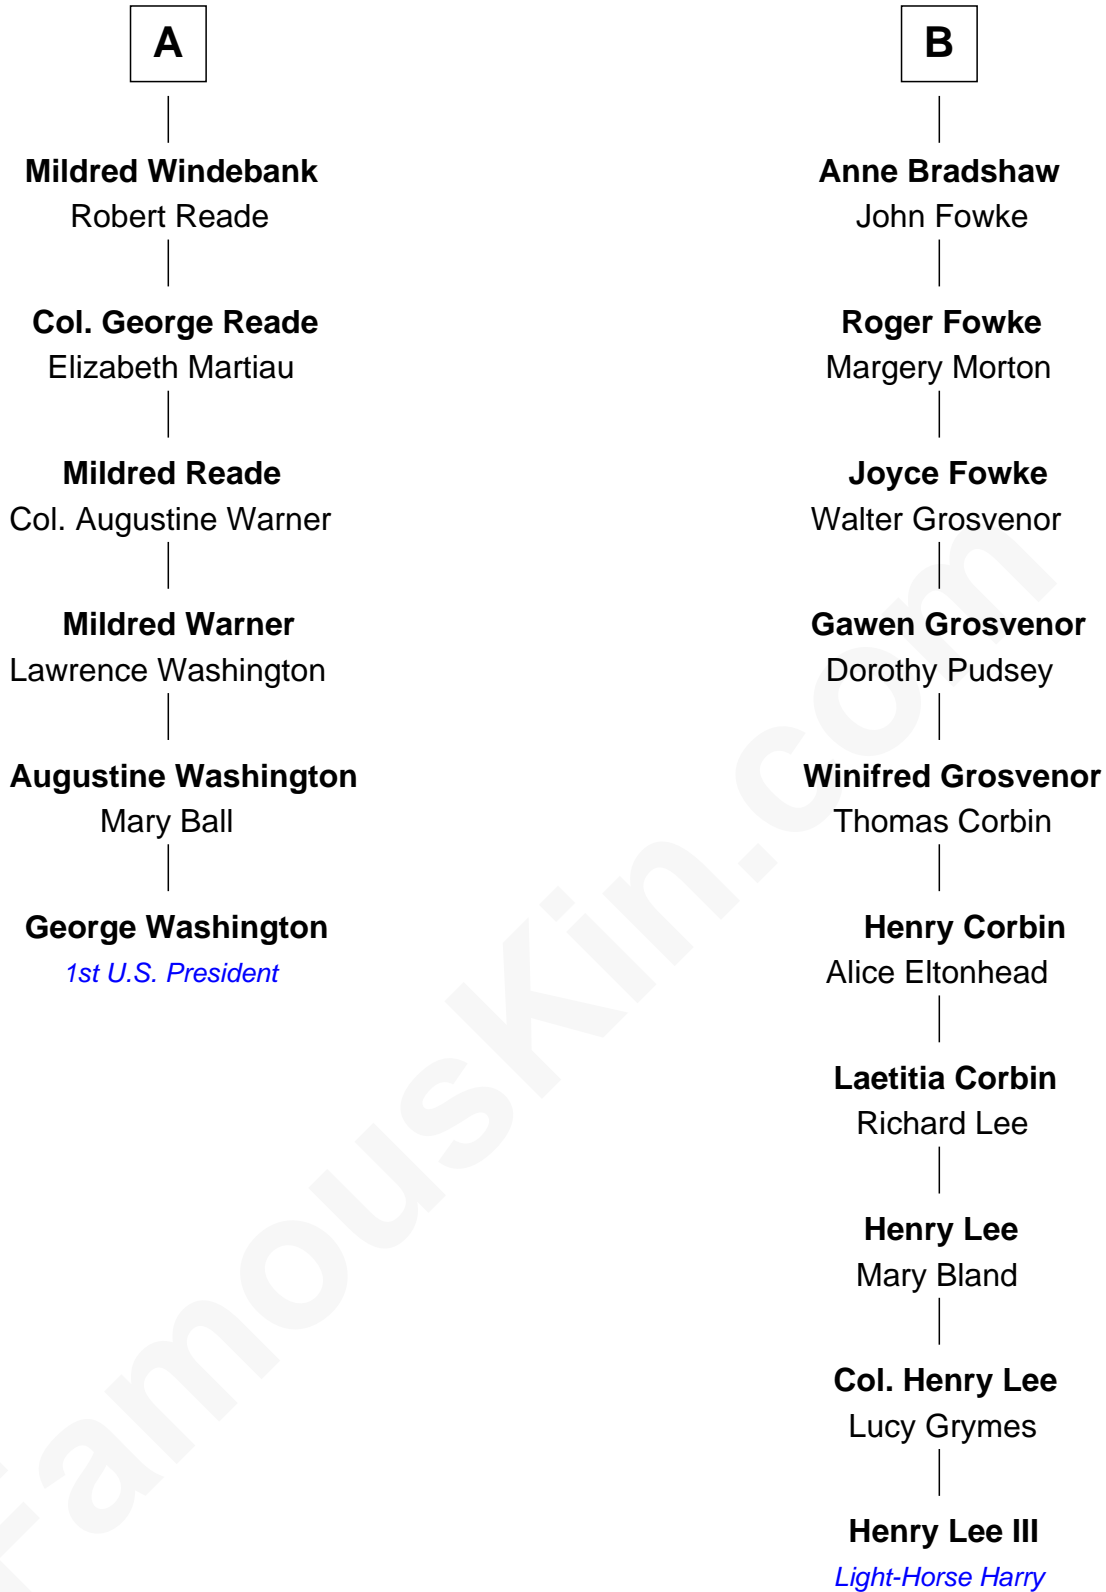 A
Mildred Windebank
Robert Reade
Col. George Reade
Elizabeth Martiau
Mildred Reade
Col. Augustine Warner
Mildred Warner
Lawrence Washington
Augustine Washington
Mary Ball
George Washington
1st U.S. President
B
Anne Bradshaw
John Fowke
Roger Fowke
Margery Morton
Joyce Fowke
Walter Grosvenor
Gawen Grosvenor
Dorothy Pudsey
Winifred Grosvenor
Thomas Corbin
Henry Corbin
Alice Eltonhead
Laetitia Corbin
Richard Lee
Henry Lee
Mary Bland
Col. Henry Lee
Lucy Grymes
Henry Lee III
Light-Horse Harry
FamousKin.com